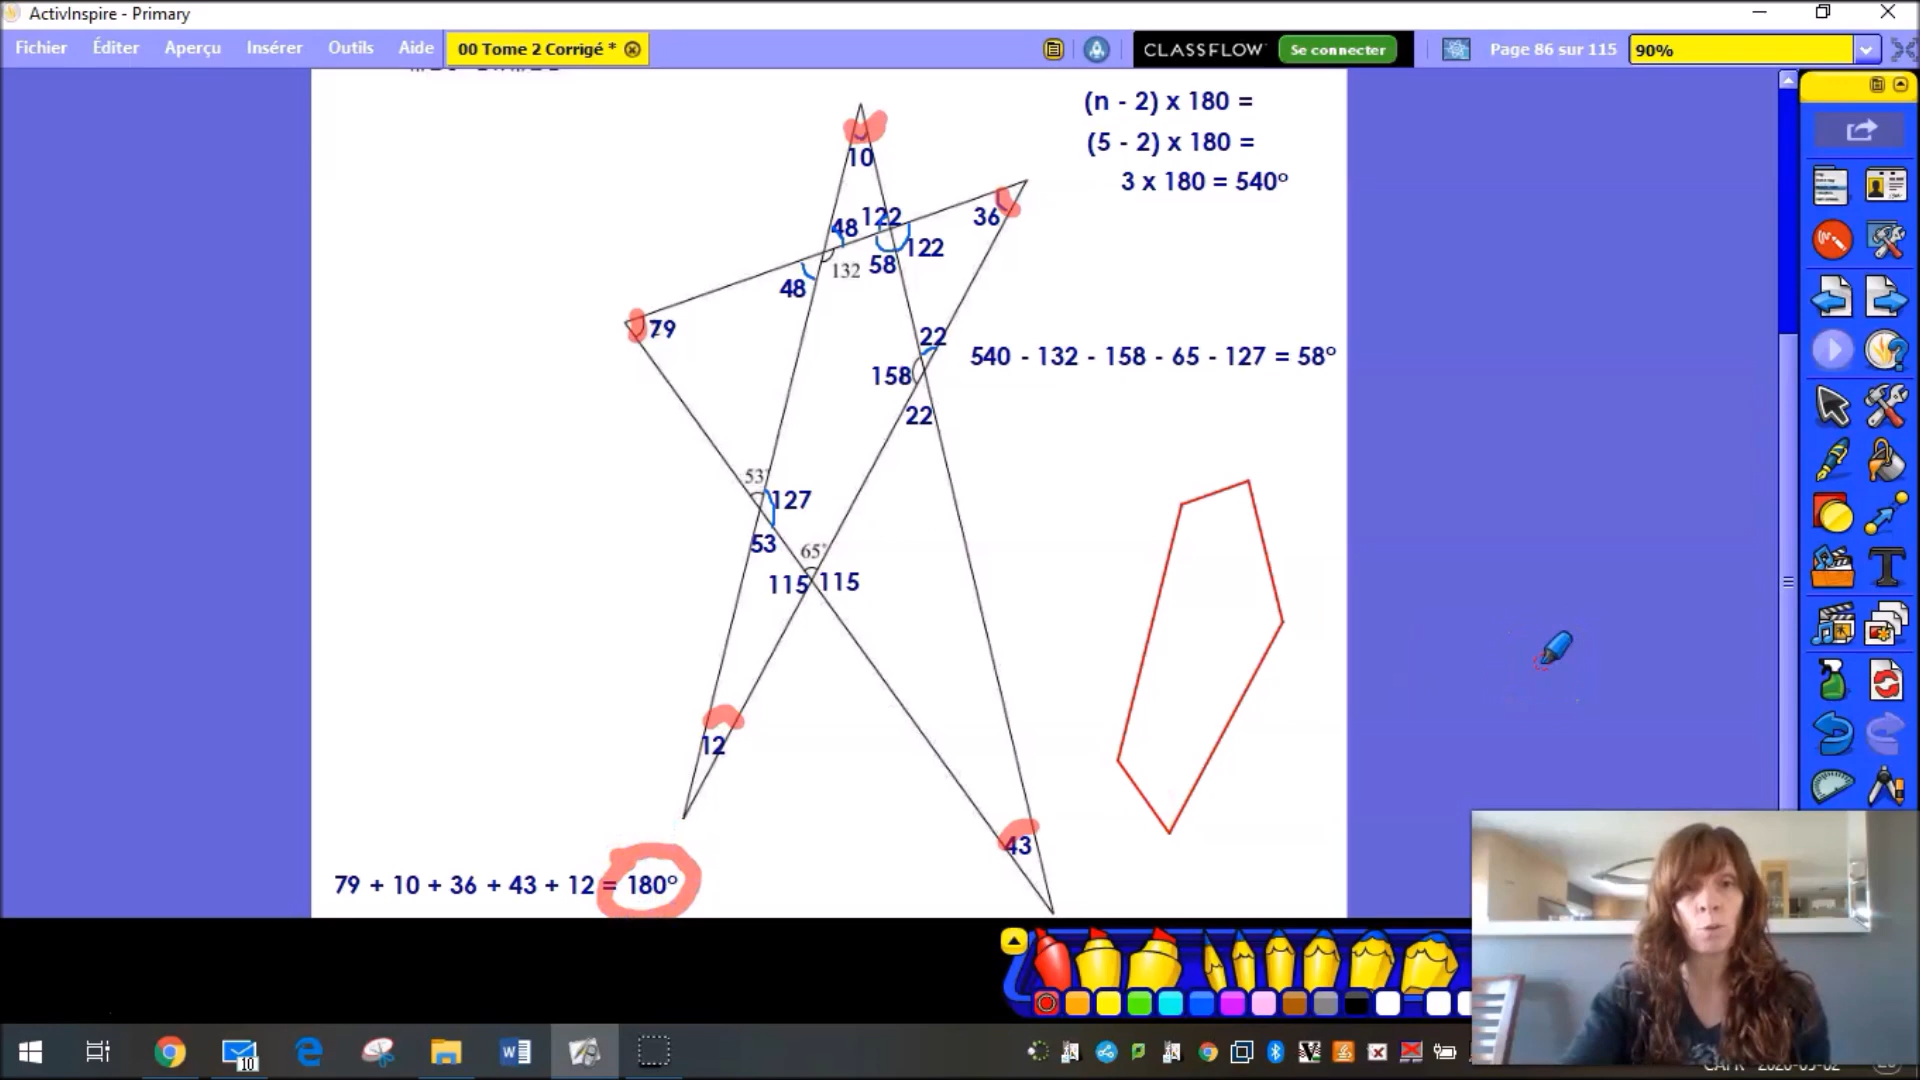 ActivInspire - Primary
Fichier Éditer Aperçu Insérer Outils Aide 00 Tome 2 Corrigé *
CLASSFLOW Se connecter Page 86 sur 115 90%
(n - 2) x 180 =
(5 - 2) x 180 =
3 x 180 = 540°
10
48 122 36
122
132 58
48
79
22
540 - 132 - 158 - 65 - 127 = 58°
158
22
53°
127
53 65°
115 115
12
43
79 + 10 + 36 + 43 + 12 = 180°
10